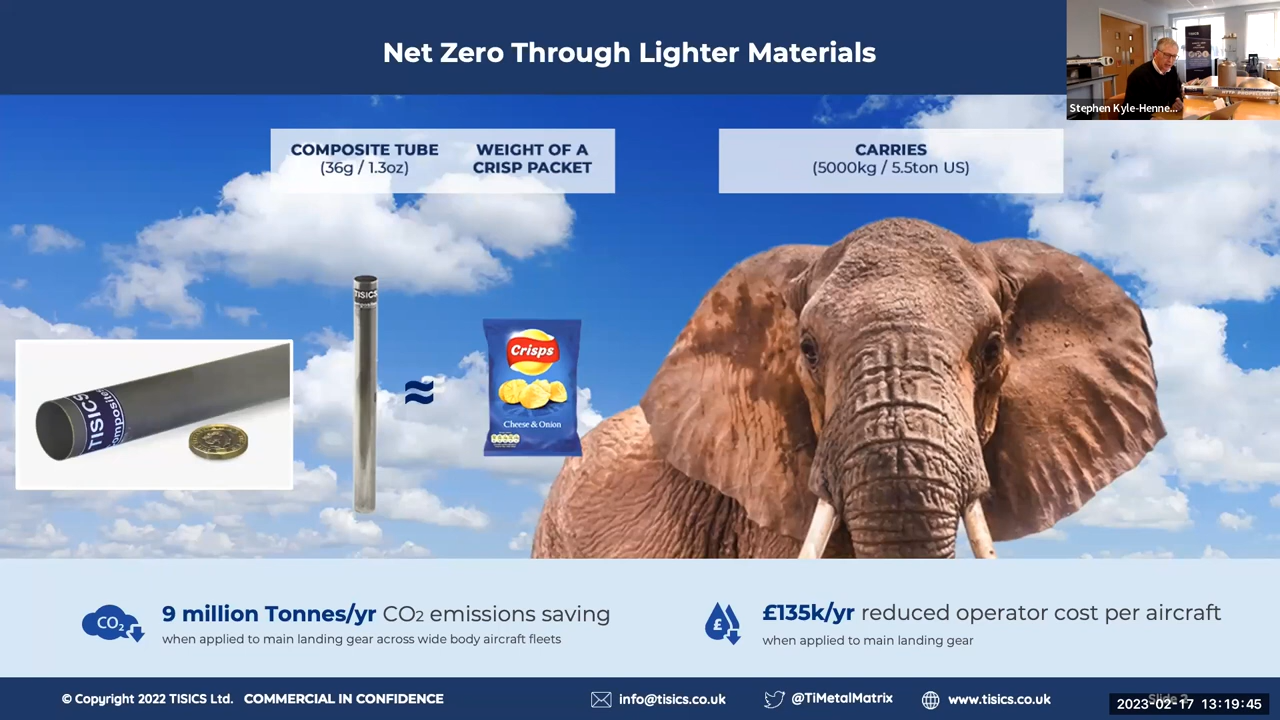 Net Zero Through Lighter Materials
Stephen Kyle-Henne...
COMPOSITE TUBE
(36g / 1.3oz)
WEIGHT OF A
CRISP PACKET
CARRIES
(5000kg / 5.5ton US)
TISICS
TISICS
Composites
Crisps
Cheese & Onion
≈
CO2
9 million Tonnes/yr CO2 emissions saving
when applied to main landing gear across wide body aircraft fleets
£
£135k/yr reduced operator cost per aircraft
when applied to main landing gear
© Copyright 2022 TISICS Ltd. COMMERCIAL IN CONFIDENCE
info@tisics.co.uk
@TiMetalMatrix
www.tisics.co.uk
2023-02-17 13:19:45